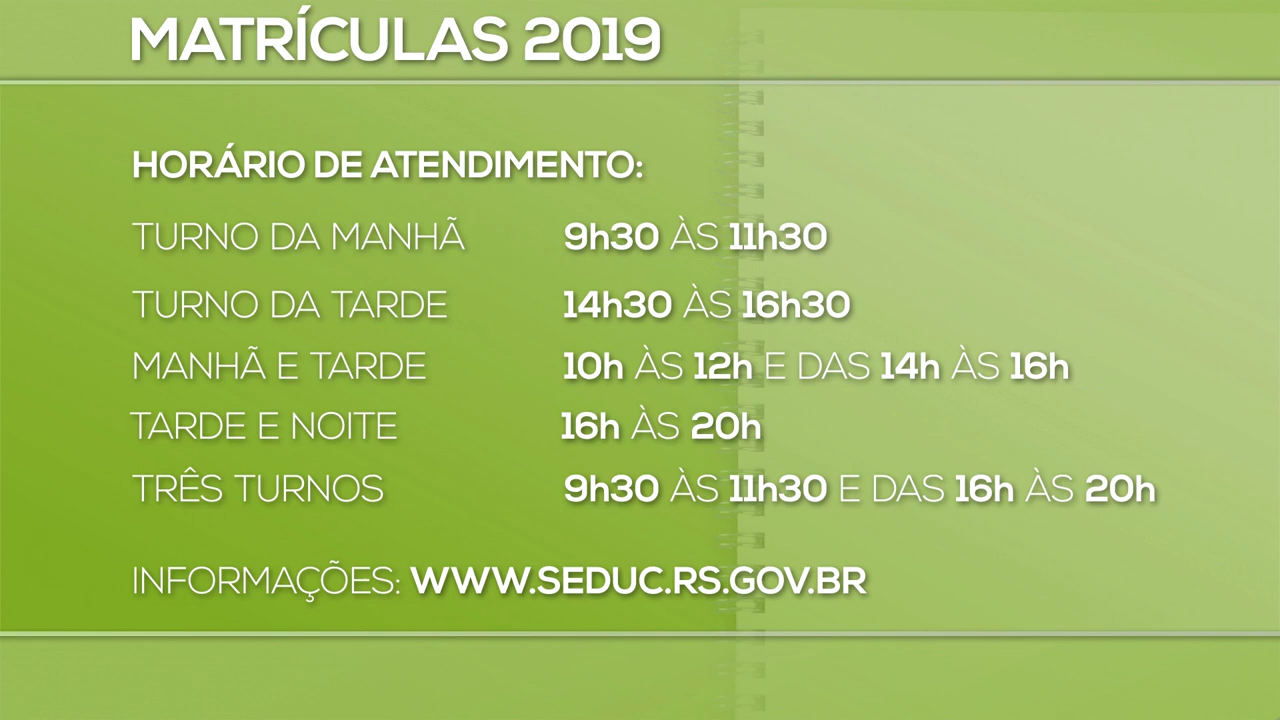 MATRÍCULAS 2019
HORÁRIO DE ATENDIMENTO:
TURNO DA MANHÃ 9h30 ÀS 11h30
TURNO DA TARDE 14h30 ÀS 16h30
MANHÃ E TARDE 10h ÀS 12h E DAS 14h ÀS 16h
TARDE E NOITE 16h ÀS 20h
TRÊS TURNOS 9h30 ÀS 11h30 E DAS 16h ÀS 20h
INFORMAÇÕES: WWW.SEDUC.RS.GOV.BR